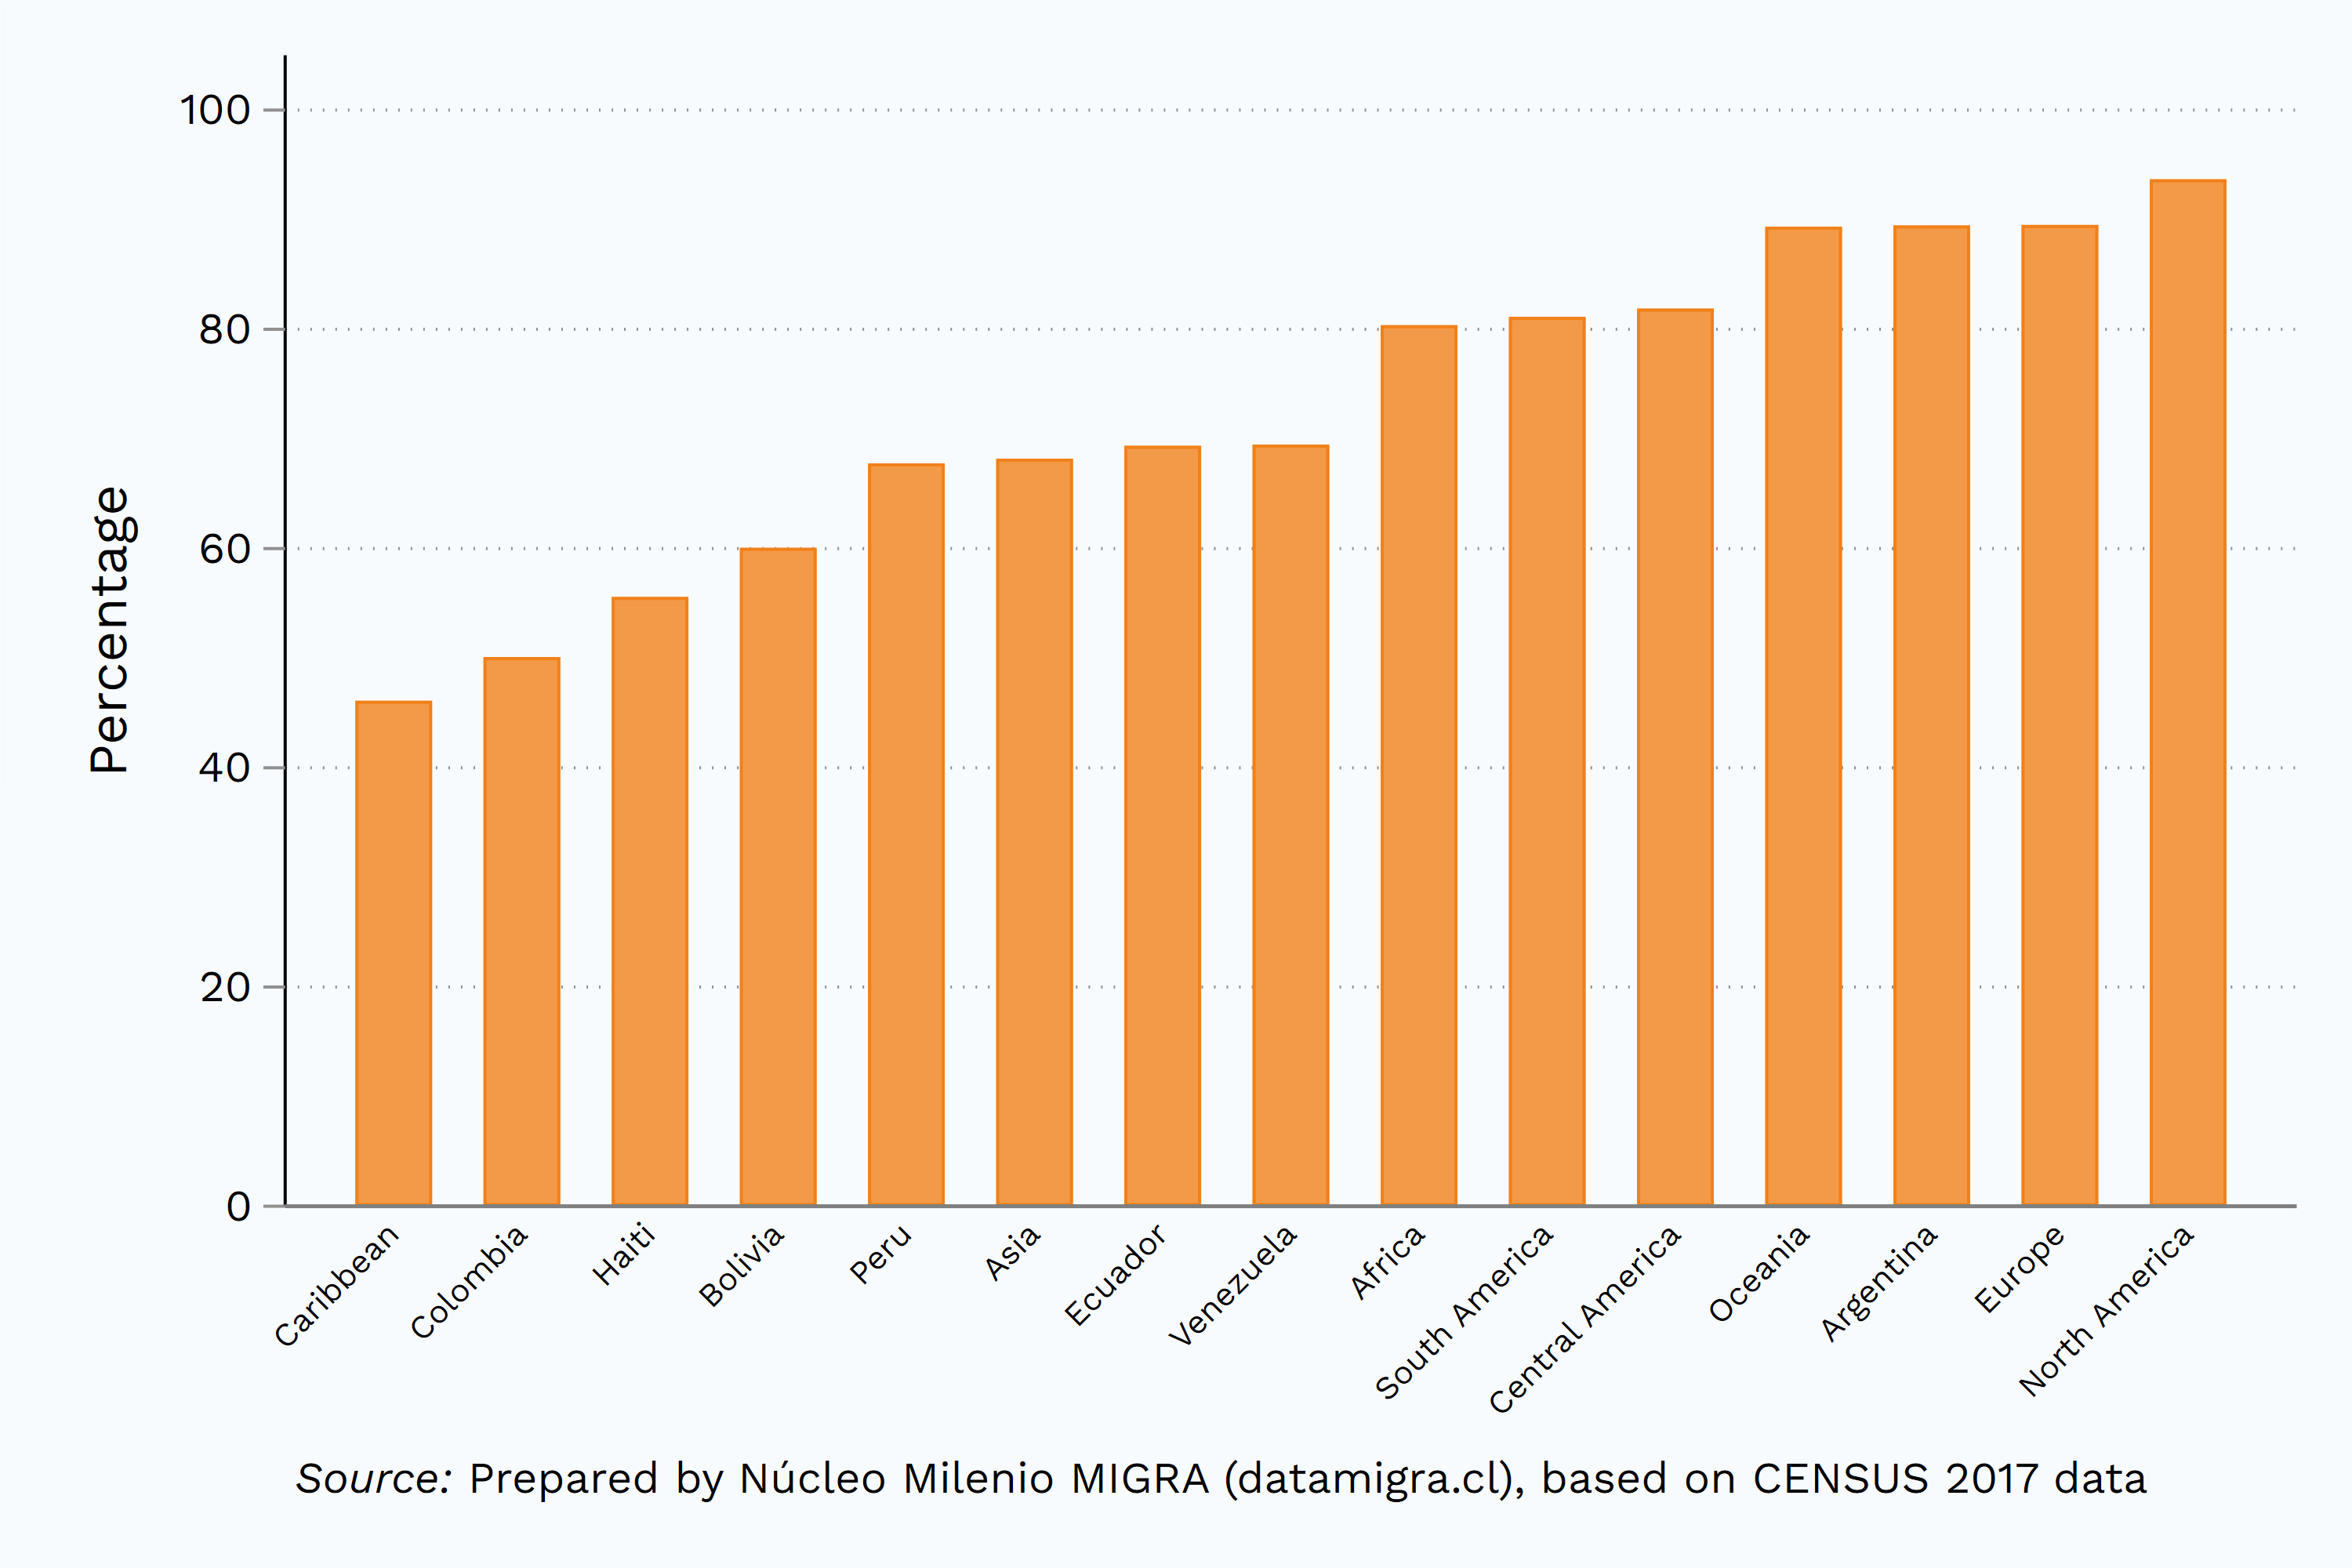 Percentage
100
80
60
40
20
0
Caribbean
Colombia
Haiti
Bolivia
Peru
Asia
Ecuador
Venezuela
Africa
South America
Central America
Oceania
Argentina
Europe
North America
Source: Prepared by Núcleo Milenio MIGRA (datamigra.cl), based on CENSUS 2017 data